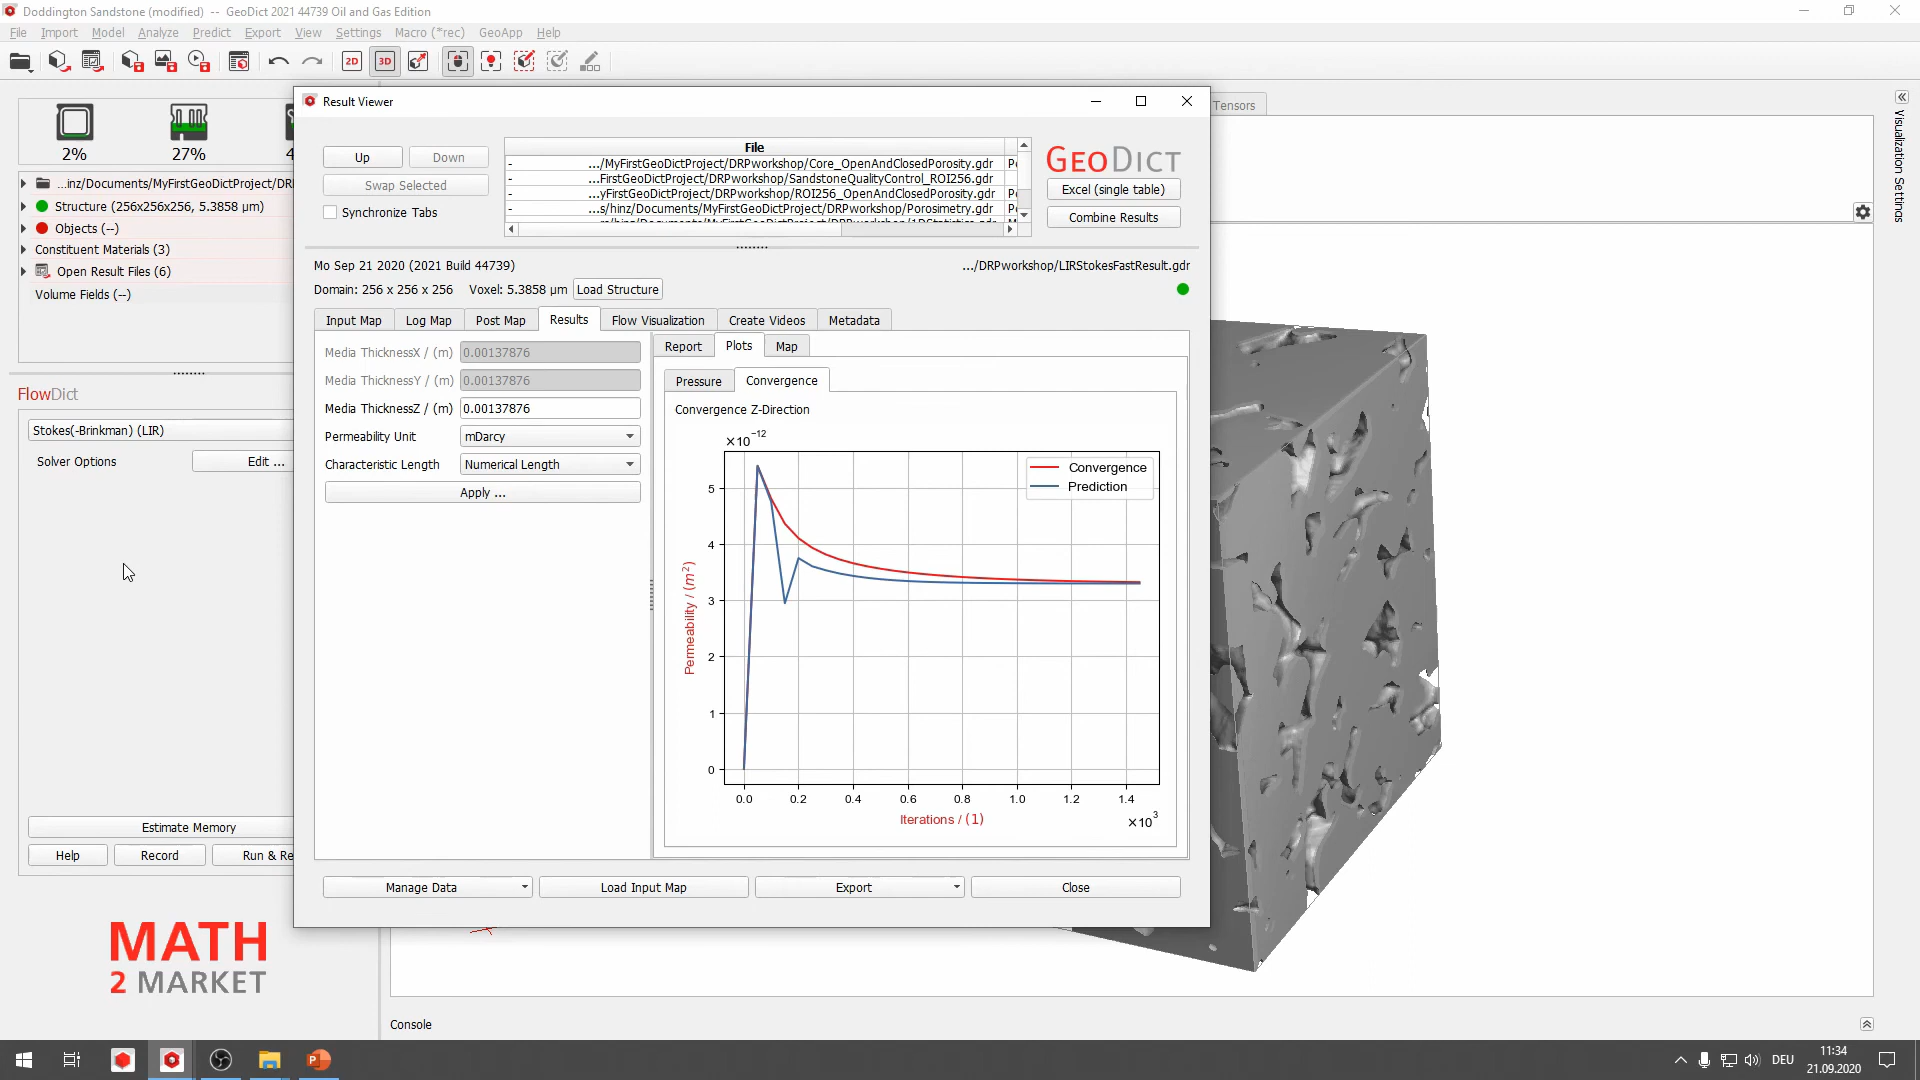 Doddington Sandstone (modified) -- GeoDict 2021 44739 Oil and Gas Edition
File Import Model Analyze Predict Export View Settings Macro (*rec) GeoApp Help
2D 3D
2% 27% 4
...inz/Documents/MyFirstGeoDictProject/DRI
Structure (256x256x256, 5.3858 µm)
Objects (--)
Constituent Materials (3)
Open Result Files (6)
Volume Fields (--)
FlowDict
Stokes(-Brinkman) (LIR)
Solver Options Edit ...
Estimate Memory
Help Record Run & Re
MATH
2 MARKET
Result Viewer
Up Down
Swap Selected
Synchronize Tabs
File
- .../MyFirstGeoDictProject/DRPworkshop/Core_OpenAndClosedPorosity.gdr
- ...FirstGeoDictProject/DRPworkshop/SandstoneQualityControl_ROI256.gdr
- ...yFirstGeoDictProject/DRPworkshop/ROI256_OpenAndClosedPorosity.gdr
- ...s/hinz/Documents/MyFirstGeoDictProject/DRPworkshop/Porosimetry.gdr
GEODICT
Excel (single table)
Combine Results
Mo Sep 21 2020 (2021 Build 44739) .../DRPworkshop/LIRStokesFastResult.gdr
Domain: 256 x 256 x 256 Voxel: 5.3858 µm Load Structure
Input Map Log Map Post Map Results Flow Visualization Create Videos Metadata
Media ThicknessX / (m) 0.00137876
Media ThicknessY / (m) 0.00137876
Media ThicknessZ / (m) 0.00137876
Permeability Unit mDarcy
Characteristic Length Numerical Length
Apply ...
Report Plots Map
Pressure Convergence
Convergence Z-Direction
×10⁻¹²
Convergence
Prediction
5
4
3
2
1
0
Permeability / (m²)
0.0 0.2 0.4 0.6 0.8 1.0 1.2 1.4
Iterations / (1) ×10³
Manage Data Load Input Map Export Close
Tensors
Visualization Settings
Console
DEU
11:34
21.09.2020